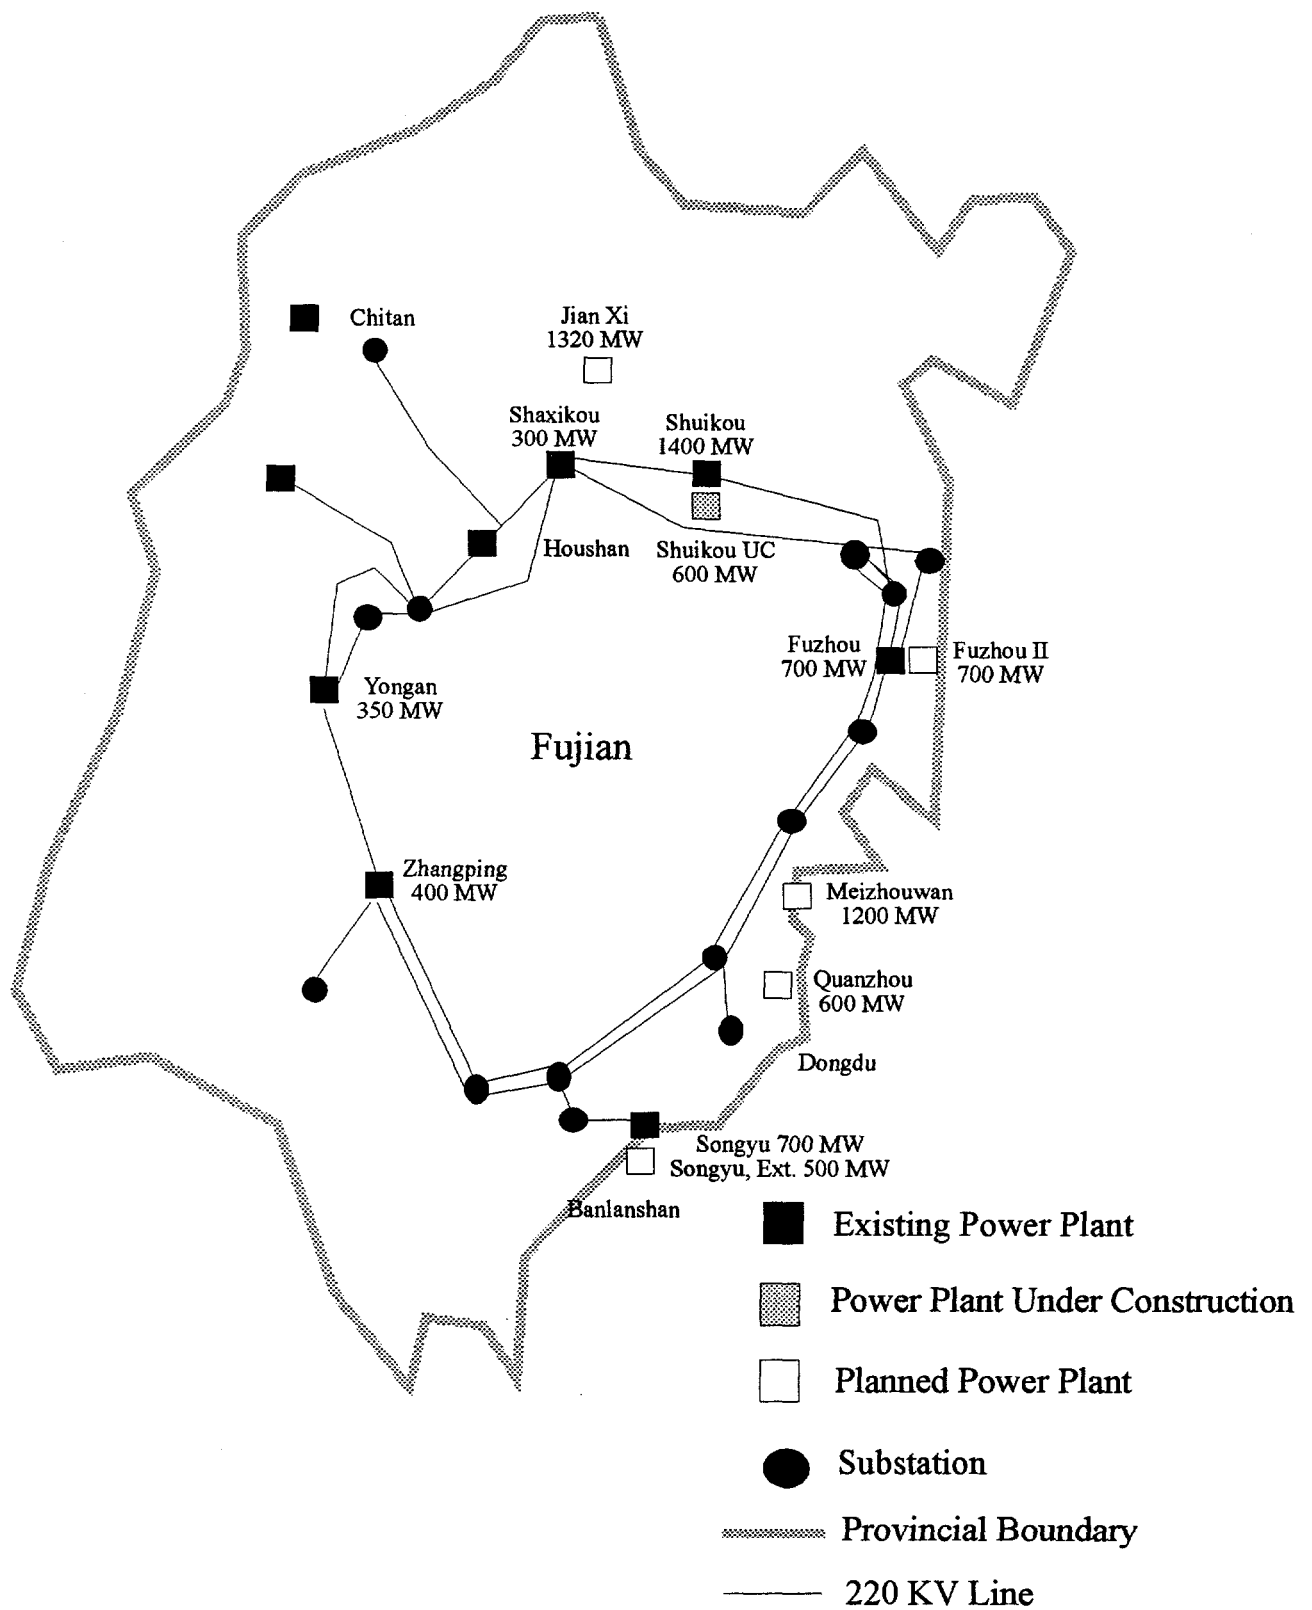 Chitan
Jian Xi
1320 MW
Shaxikou
300 MW
Shuikou
1400 MW
Houshan
Shuikou UC
600 MW
Fuzhou
700 MW
Fuzhou II
700 MW
Yongan
350 MW
Fujian
Zhangping
400 MW
Meizhouwan
1200 MW
Quanzhou
600 MW
Dongdu
Songyu 700 MW
Songyu, Ext. 500 MW
Banlanshan
Existing Power Plant
Power Plant Under Construction
Planned Power Plant
Substation
Provincial Boundary
220 KV Line